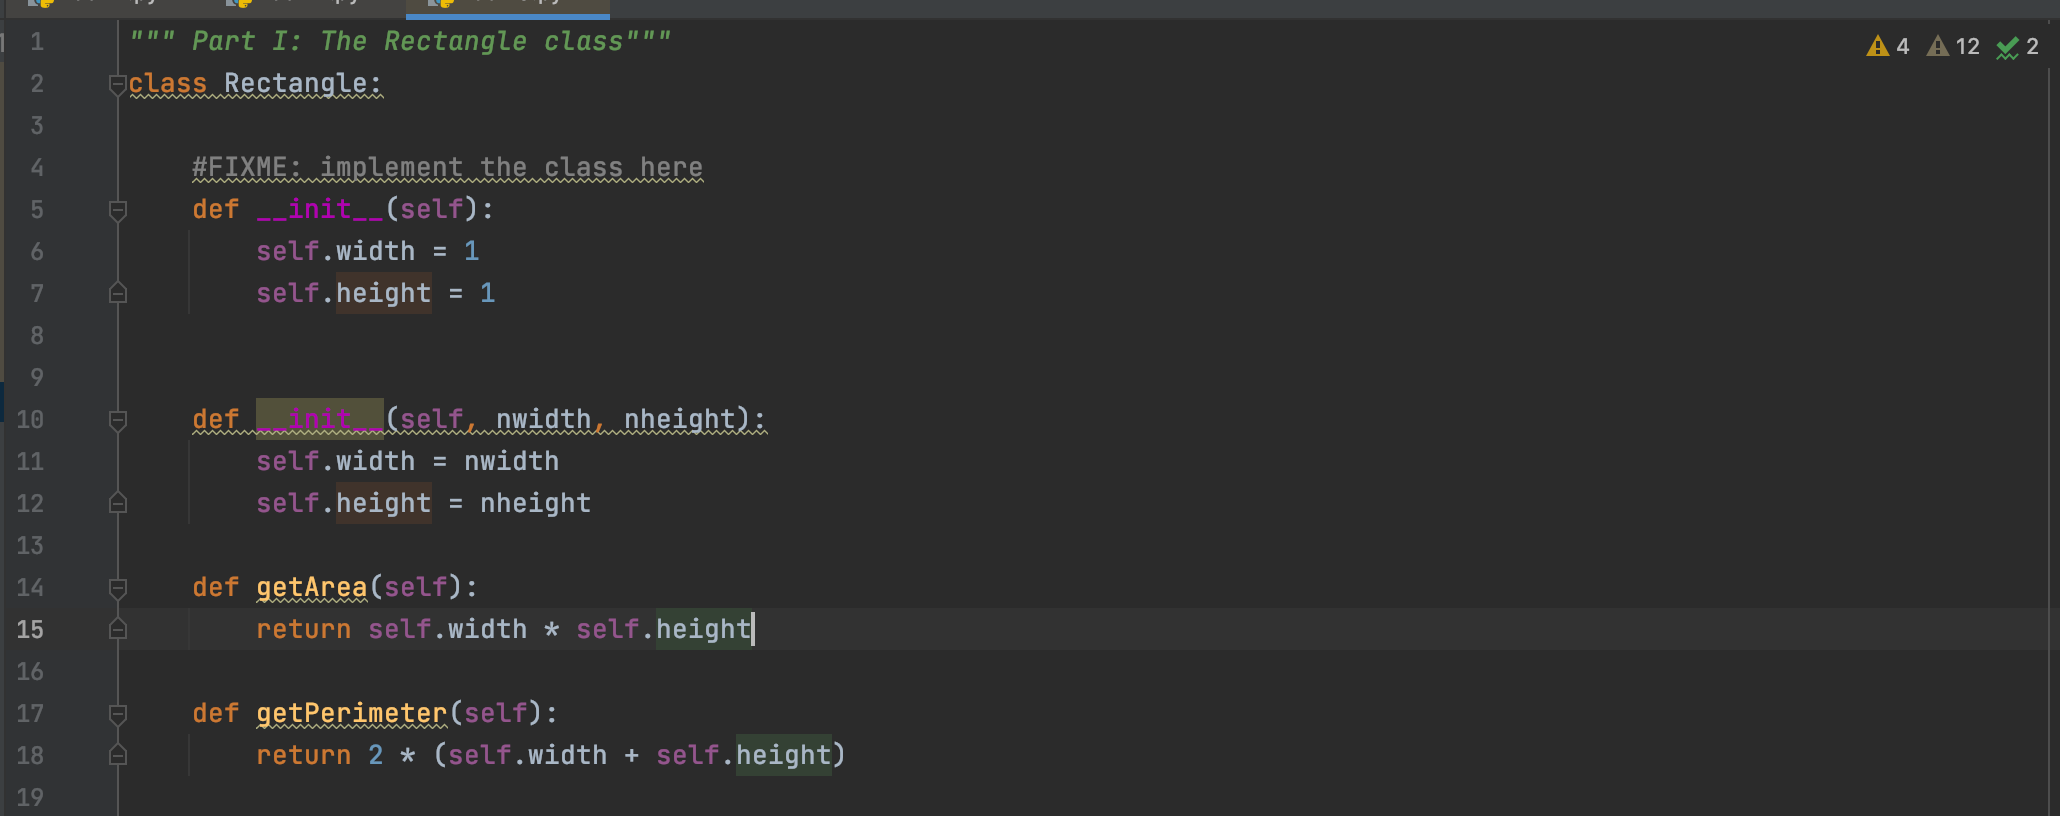 1 """ Part I: The Rectangle class"""
4 12 2
2 class Rectangle:
3
4 #FIXME: implement the class here
5 def __init__(self):
6 self.width = 1
7 self.height = 1
8
9
10 def __init__(self, nwidth, nheight):
11 self.width = nwidth
12 self.height = nheight
13
14 def getArea(self):
15 return self.width * self.height
16
17 def getPerimeter(self):
18 return 2 * (self.width + self.height)
19